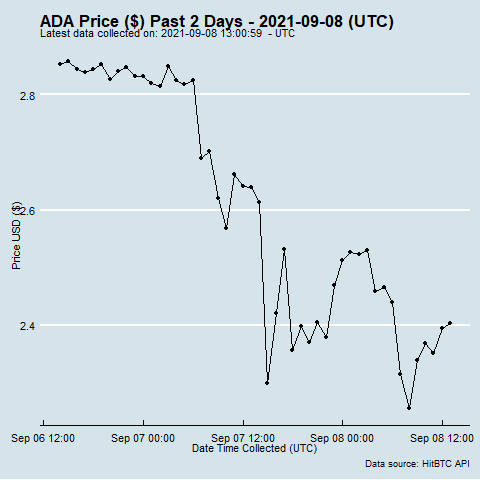 ADA Price ($) Past 2 Days - 2021-09-08 (UTC)
Latest data collected on: 2021-09-08 13:00:59 - UTC
2.8
2.6
2.4
Price USD ($)
Sep 06 12:00 Sep 07 00:00 Sep 07 12:00 Sep 08 00:00 Sep 08 12:00
Date Time Collected (UTC)
Data source: HitBTC API